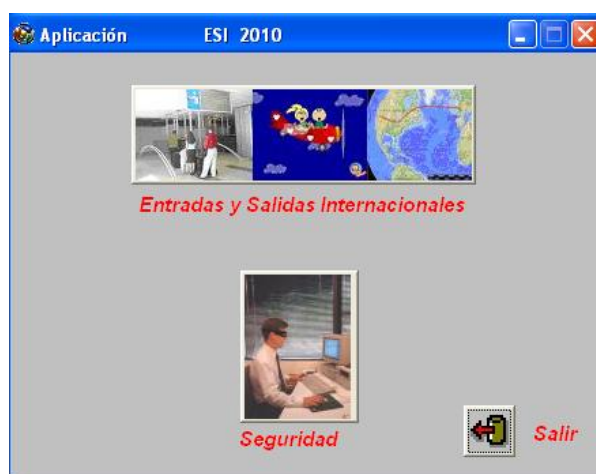 Aplicación ESI 2010
Entradas y Salidas Internacionales
Seguridad
Salir